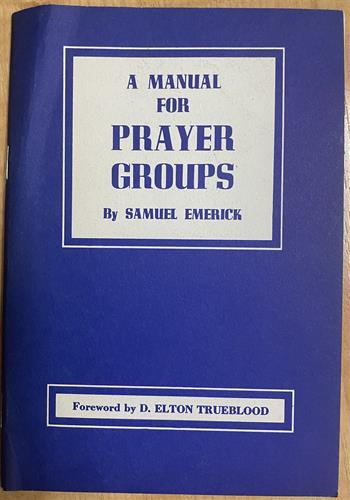 A MANUAL
FOR
PRAYER
GROUPS
By SAMUEL EMERICK
Foreword by D. ELTON TRUEBLOOD